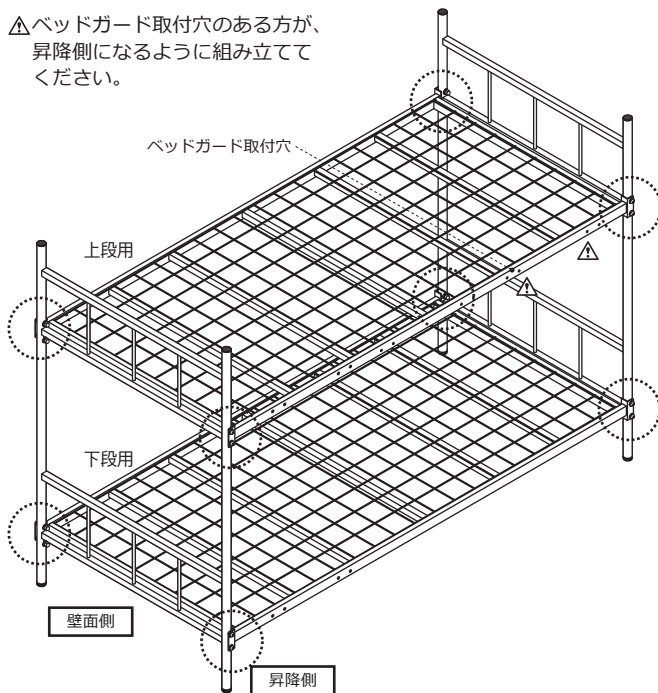 ⚠ベッドガード取付穴のある方が、
昇降側になるように組み立てて
ください。
ベッドガード取付穴
上段用
下段用
壁面側
昇降側